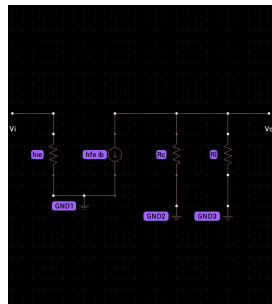 Vi
Vo
hie
hfe ib
Rc
Rl
GND1
GND2
GND3